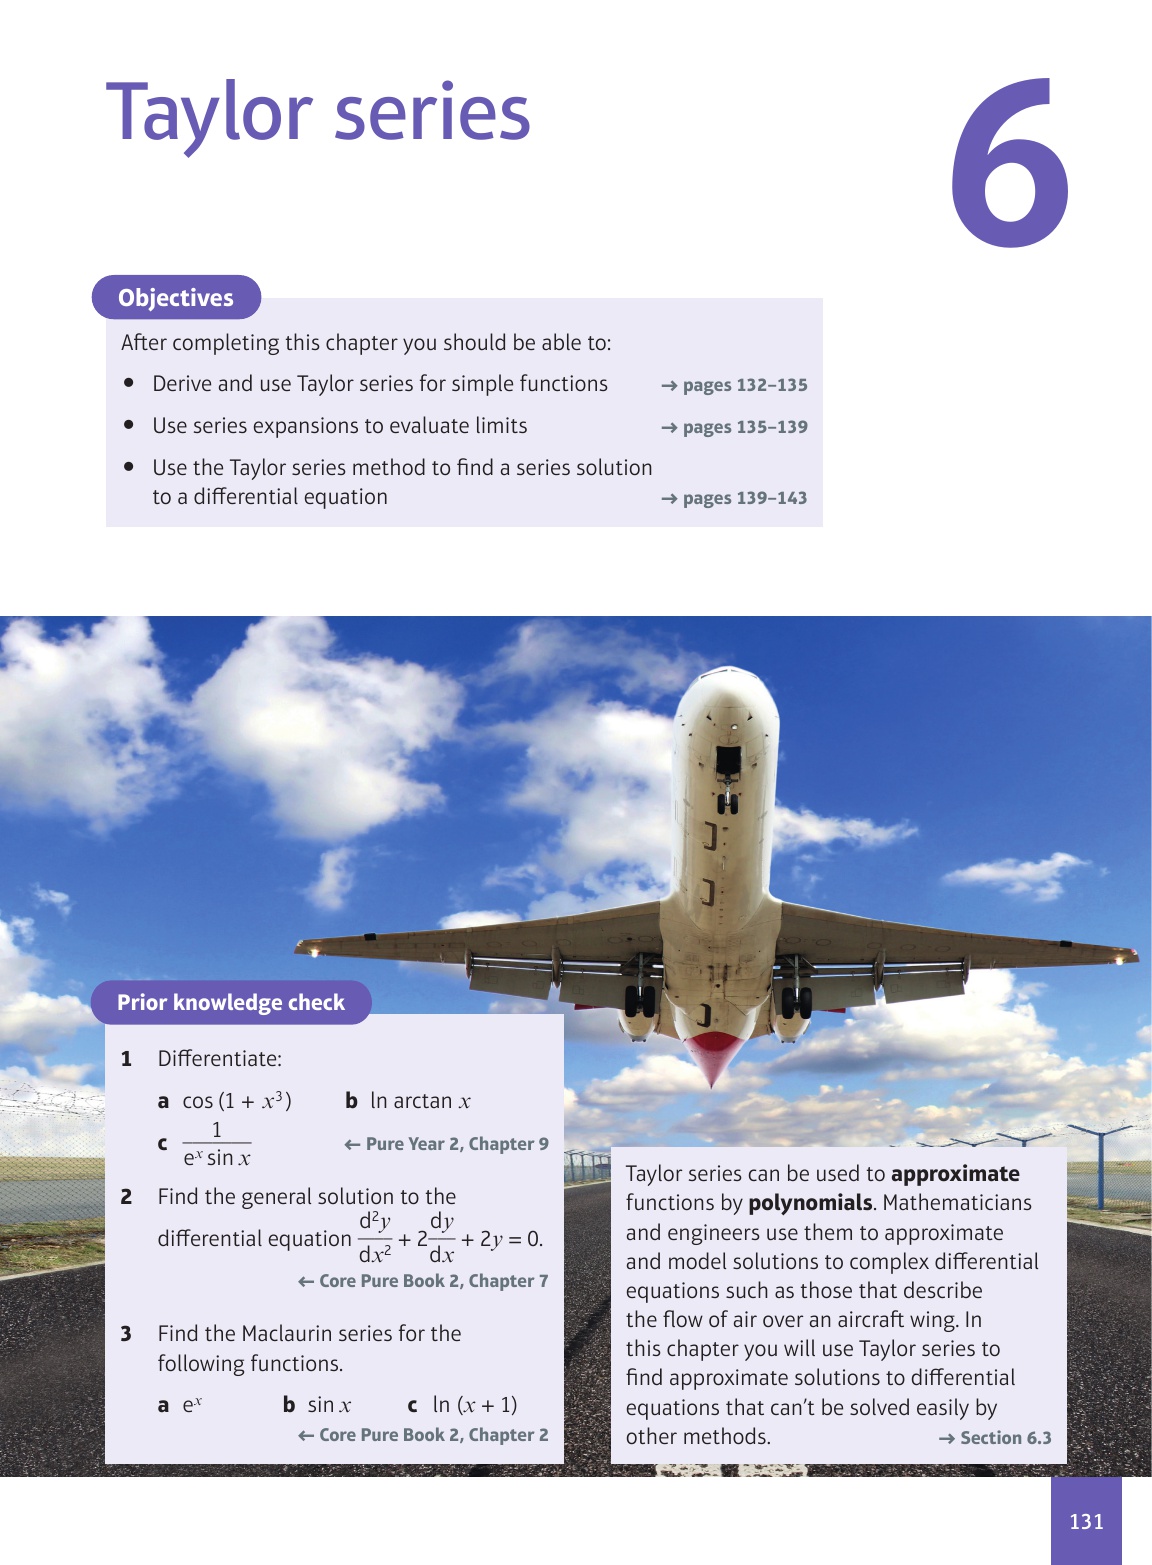 Taylor series
6
Objectives
After completing this chapter you should be able to:
• Derive and use Taylor series for simple functions → pages 132–135
• Use series expansions to evaluate limits → pages 135–139
• Use the Taylor series method to find a series solution
to a differential equation → pages 139–143
Prior knowledge check
1 Differentiate:
a cos (1 + x³) b ln arctan x
c 1/(eˣ sin x) ← Pure Year 2, Chapter 9
2 Find the general solution to the
differential equation d²y/dx² + 2 dy/dx + 2y = 0.
← Core Pure Book 2, Chapter 7
3 Find the Maclaurin series for the
following functions.
a eˣ b sin x c ln (x + 1)
← Core Pure Book 2, Chapter 2
Taylor series can be used to approximate
functions by polynomials. Mathematicians
and engineers use them to approximate
and model solutions to complex differential
equations such as those that describe
the flow of air over an aircraft wing. In
this chapter you will use Taylor series to
find approximate solutions to differential
equations that can’t be solved easily by
other methods. → Section 6.3
131